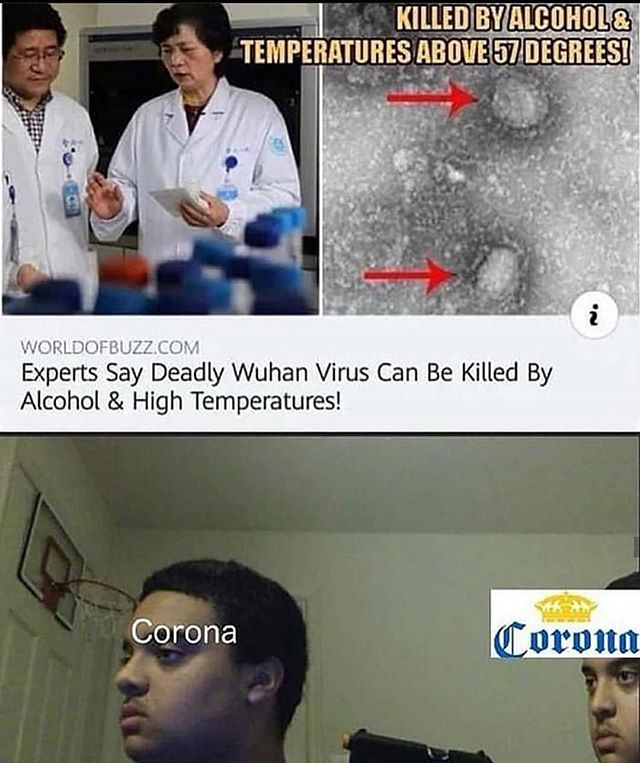 KILLED BY ALCOHOL &
TEMPERATURES ABOVE 57 DEGREES!
i
WORLDOFBUZZ.COM
Experts Say Deadly Wuhan Virus Can Be Killed By
Alcohol & High Temperatures!
Corona
Corona